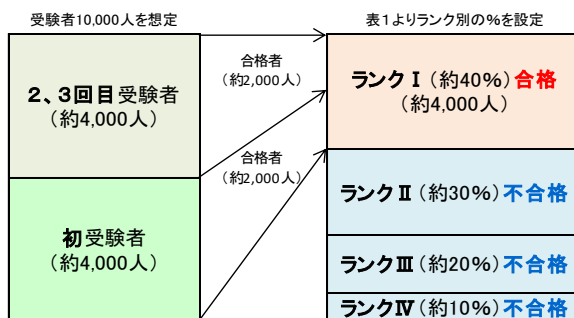 受験者10,000人を想定
表1よりランク別の%を設定
2、3回目受験者
(約4,000人)
合格者
(約2,000人)
合格者
(約2,000人)
初受験者
(約4,000人)
ランクⅠ(約40%)合格
(約4,000人)
ランクⅡ(約30%)不合格
ランクⅢ(約20%)不合格
ランクⅣ(約10%)不合格